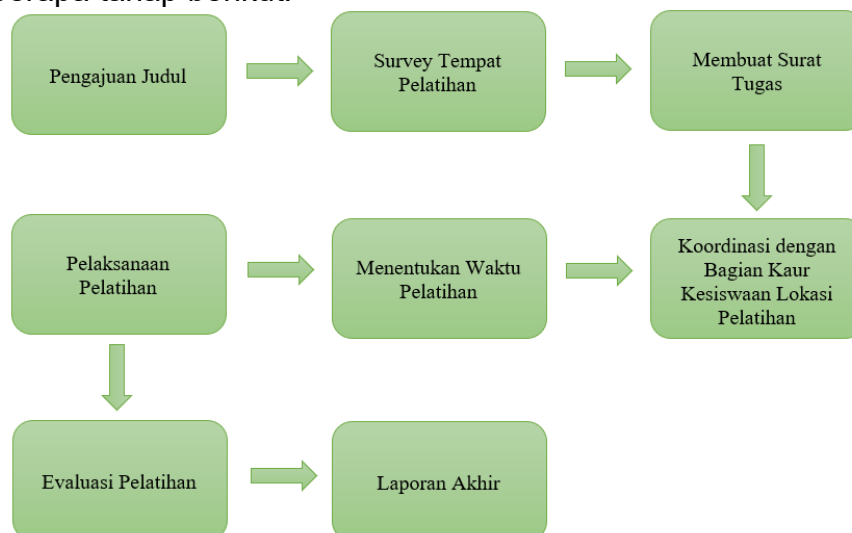 Pengajuan Judul
Survey Tempat
Pelatihan
Membuat Surat
Tugas
Pelaksanaan
Pelatihan
Menentukan Waktu
Pelatihan
Koordinasi dengan
Bagian Kaur
Kesiswaan Lokasi
Pelatihan
Evaluasi Pelatihan
Laporan Akhir